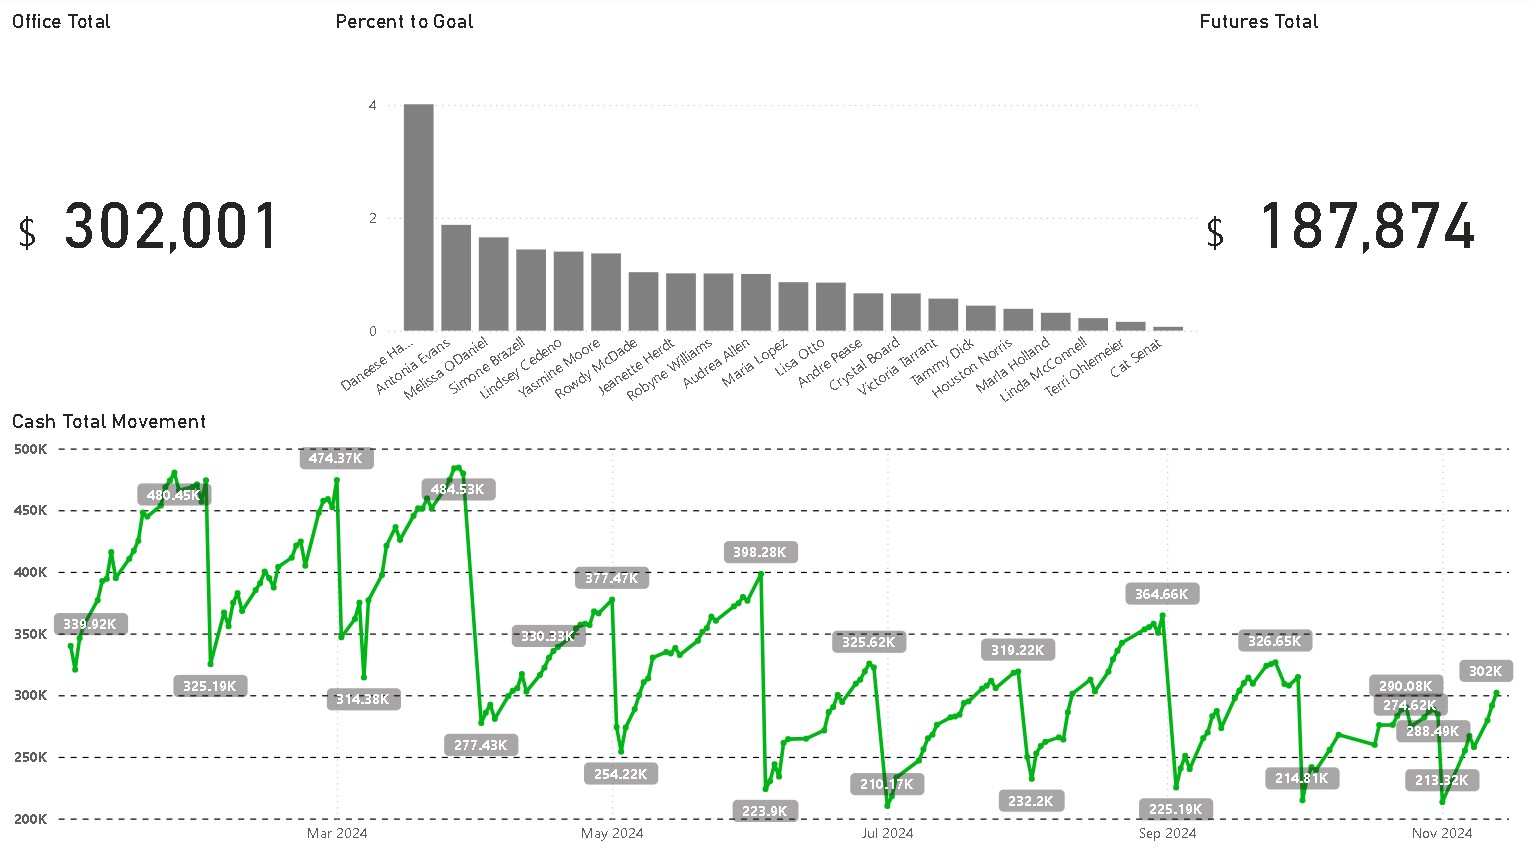 Office Total
Percent to Goal
Futures Total
4
2
0
$ 302,001
$ 187,874
Daneese Ha...
Antonia Evans
Melissa ODaniel
Simone Brazell
Lindsey Cedeno
Yasmine Moore
Rowdy McDade
Jeanette Herdt
Robyne Williams
Audrea Allen
Maria Lopez
Lisa Otto
Andre Pease
Crystal Board
Victoria Tarrant
Tammy Dick
Houston Norris
Marla Holland
Linda McConnell
Terri Ohlemeier
Cat Senat
Cash Total Movement
500K
450K
400K
350K
300K
250K
200K
339.92K
480.45K
325.19K
474.37K
314.38K
484.53K
277.43K
330.33K
377.47K
254.22K
398.28K
223.9K
325.62K
210.17K
319.22K
232.2K
364.66K
225.19K
326.65K
214.81K
290.08K
274.62K
288.49K
213.32K
302K
Mar 2024
May 2024
Jul 2024
Sep 2024
Nov 2024